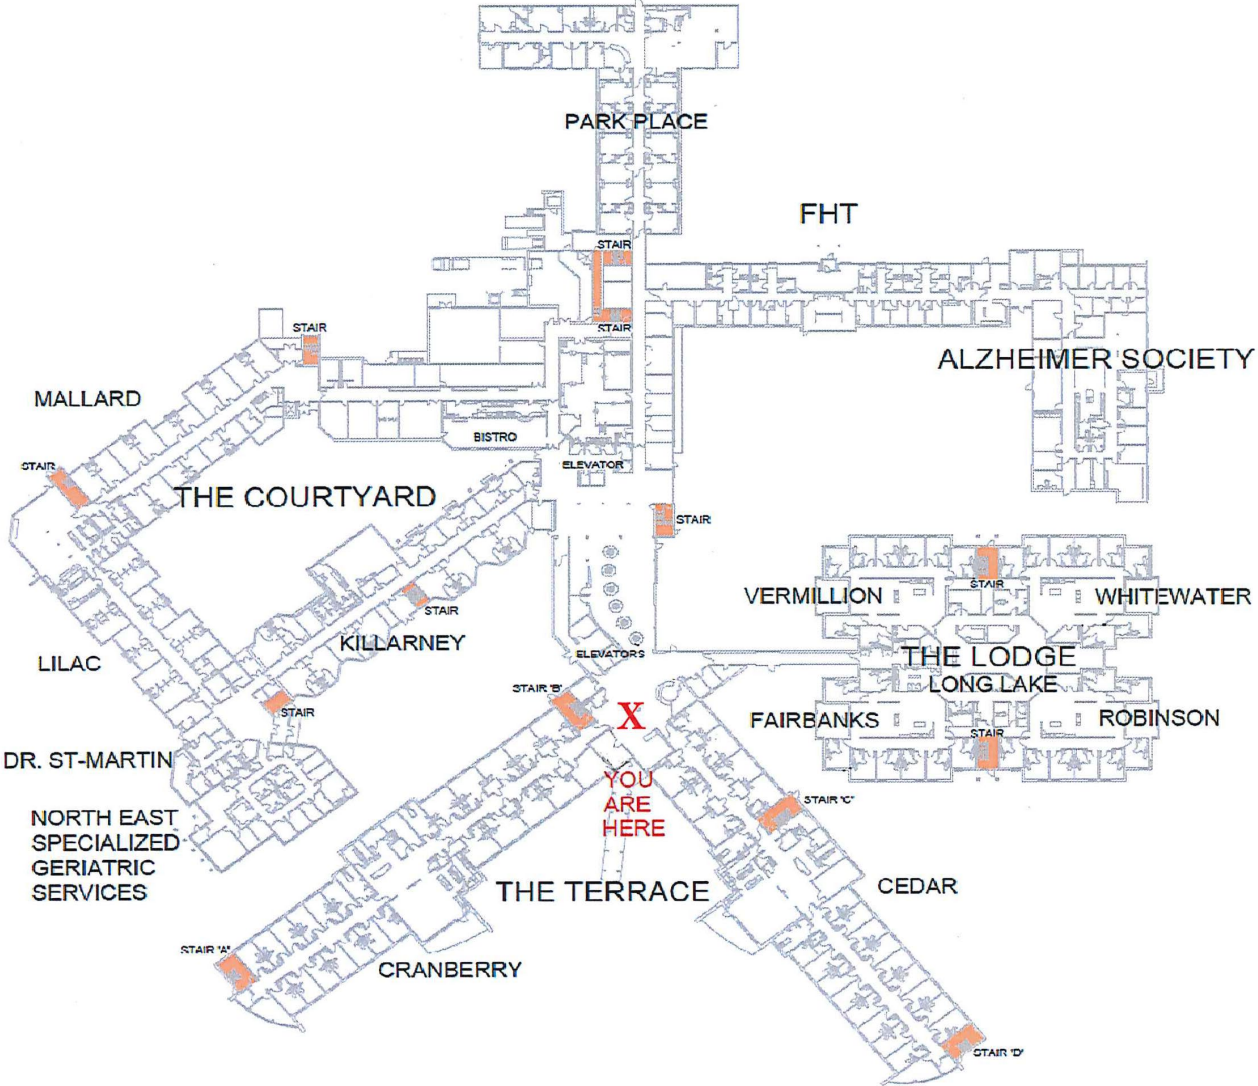 PARK PLACE
FHT
STAIR
STAIR
STAIR
ALZHEIMER SOCIETY
MALLARD
BISTRO
ELEVATOR
STAIR
THE COURTYARD
STAIR
STAIR
VERMILLION
WHITEWATER
STAIR
KILLARNEY
ELEVATORS
THE LODGE
LONG LAKE
LILAC
STAIR 'B'
X
STAIR
FAIRBANKS
ROBINSON
STAIR
DR. ST-MARTIN
YOU
ARE
HERE
STAIR 'C'
NORTH EAST
SPECIALIZED
GERIATRIC
SERVICES
THE TERRACE
CEDAR
STAIR 'A'
CRANBERRY
STAIR 'D'